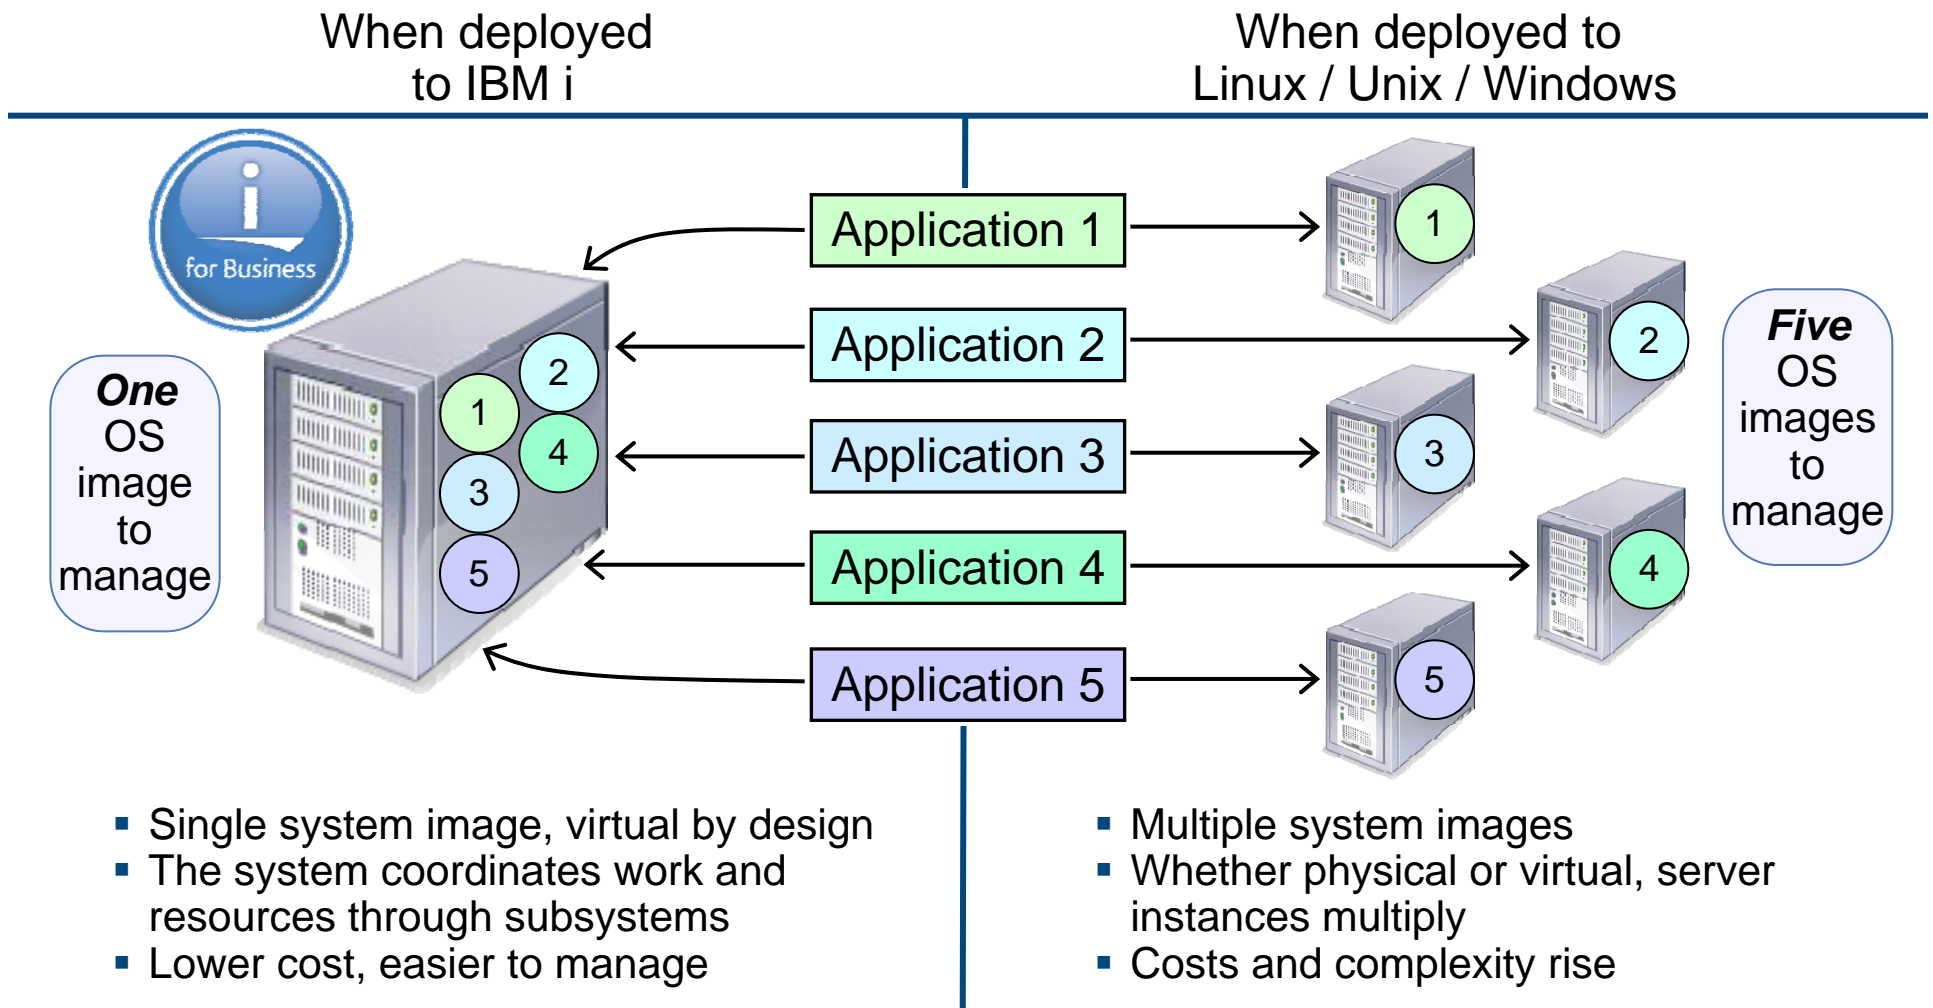 When deployed
to IBM i
When deployed to
Linux / Unix / Windows
i
for Business
One
OS
image
to
manage
1
2
3
4
5
Application 1
Application 2
Application 3
Application 4
Application 5
1
2
3
4
5
Five
OS
images
to
manage
▪ Single system image, virtual by design
▪ The system coordinates work and
resources through subsystems
▪ Lower cost, easier to manage
▪ Multiple system images
▪ Whether physical or virtual, server
instances multiply
▪ Costs and complexity rise